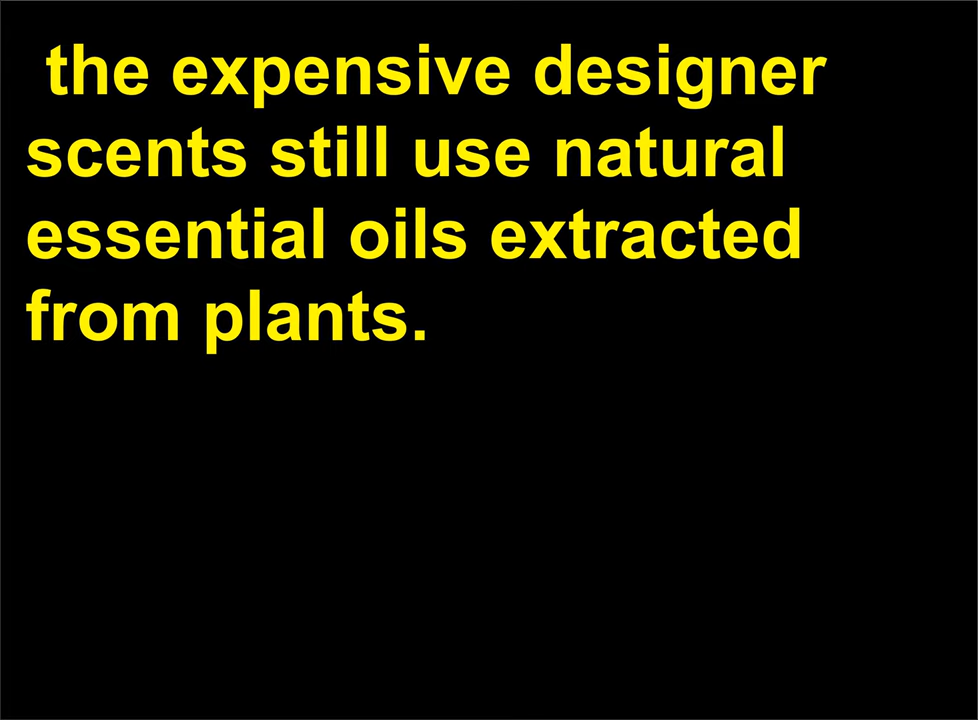 the expensive designer
scents still use natural
essential oils extracted
from plants.